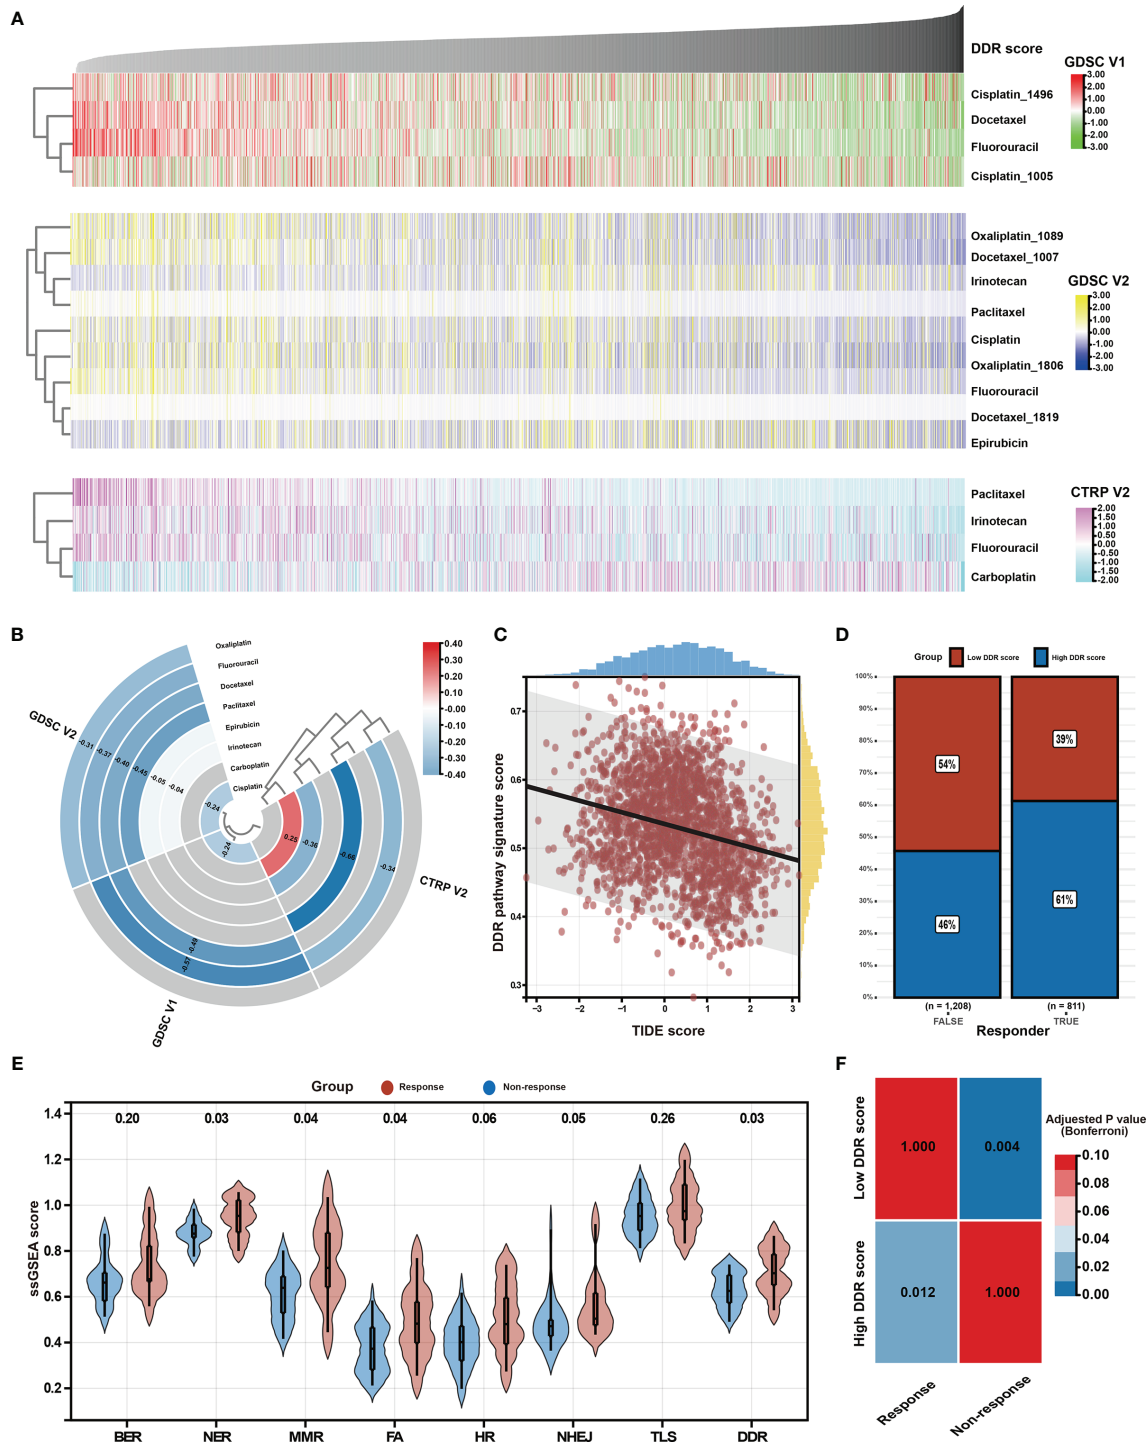 A
DDR score
GDSC V1
3.00
2.00
1.00
0.00
-1.00
-2.00
-3.00
Cisplatin_1496
Docetaxel
Fluorouracil
Cisplatin_1005
Oxaliplatin_1089
Docetaxel_1007
Irinotecan
Paclitaxel
Cisplatin
Oxaliplatin_1806
Fluorouracil
Docetaxel_1819
Epirubicin
GDSC V2
3.00
2.00
1.00
0.00
-1.00
-2.00
-3.00
Paclitaxel
Irinotecan
Fluorouracil
Carboplatin
CTRP V2
2.00
1.50
1.00
0.50
0.00
-0.50
-1.00
-1.50
-2.00
B
Oxaliplatin
Fluorouracil
Docetaxel
Paclitaxel
Epirubicin
Irinotecan
Carboplatin
Cisplatin
0.40
0.30
0.20
0.10
-0.00
-0.10
-0.20
-0.30
-0.40
GDSC V2
-0.31
-0.37
-0.40
-0.45
-0.05
-0.04
-0.24
-0.24
0.25
-0.36
-0.66
-0.34
CTRP V2
-0.49
-0.57
GDSC V1
C
DDR pathway signature score
0.7
0.6
0.5
0.4
0.3
-3
-2
-1
0
1
2
3
TIDE score
D
Group
Low DDR score
High DDR score
100%
90%
80%
70%
60%
50%
40%
30%
20%
10%
0%
54%
46%
39%
61%
(n = 1,208)
(n = 811)
FALSE
TRUE
Responder
E
Group
Response
Non-response
ssGSEA score
1.4
1.2
1.0
0.8
0.6
0.4
0.2
0.20
0.03
0.04
0.04
0.06
0.05
0.26
0.03
BER
NER
MMR
FA
HR
NHEJ
TLS
DDR
F
Low DDR score
High DDR score
1.000
0.004
0.012
1.000
Response
Non-response
Adjuested P value
(Bonferroni)
0.10
0.08
0.06
0.04
0.02
0.00